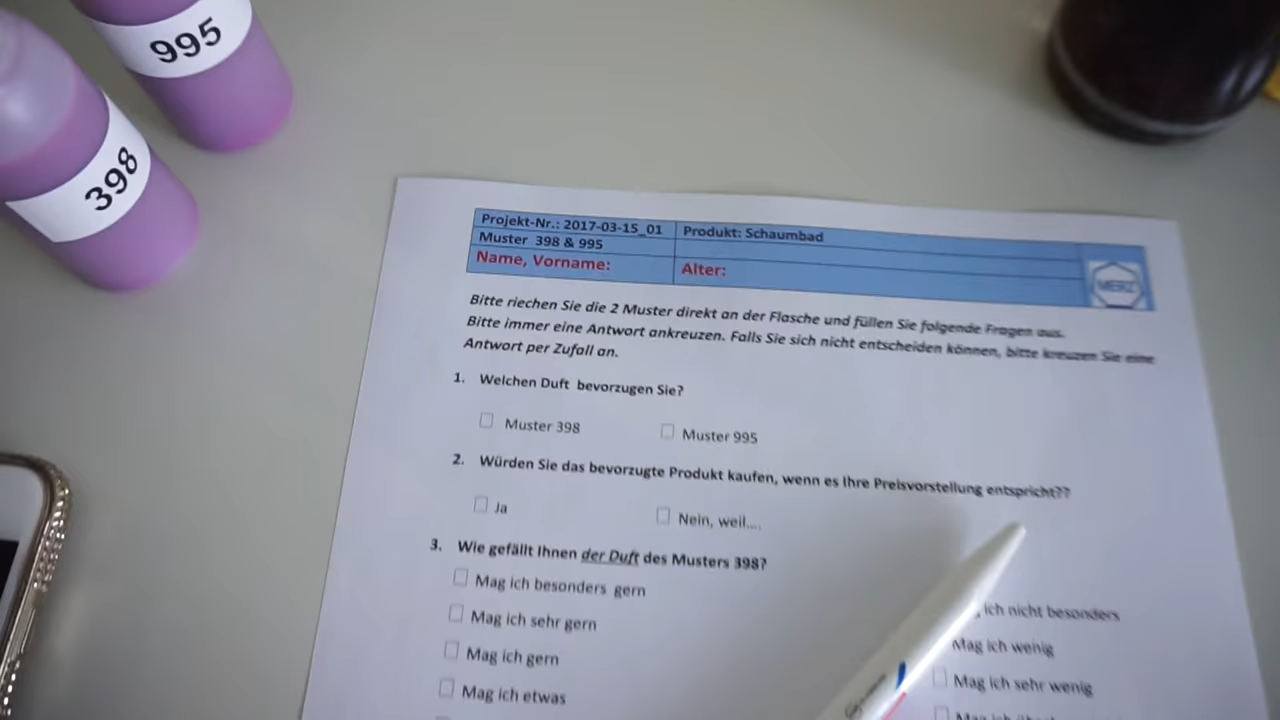 995
398
Projekt-Nr.: 2017-03-15_01 Produkt: Schaumbad
Muster 398 & 995
Name, Vorname: Alter:
MERZ
Bitte riechen Sie die 2 Muster direkt an der Flasche und füllen Sie folgende Fragen aus.
Bitte immer eine Antwort ankreuzen. Falls Sie sich nicht entscheiden können, bitte kreuzen Sie eine
Antwort per Zufall an.
1. Welchen Duft bevorzugen Sie?
Muster 398 Muster 995
2. Würden Sie das bevorzugte Produkt kaufen, wenn es Ihre Preisvorstellung entspricht??
Ja Nein, weil....
3. Wie gefällt Ihnen der Duft des Musters 398?
Mag ich besonders gern ich nicht besonders
Mag ich sehr gern Mag ich wenig
Mag ich gern Mag ich sehr wenig
Mag ich etwas Mag ich